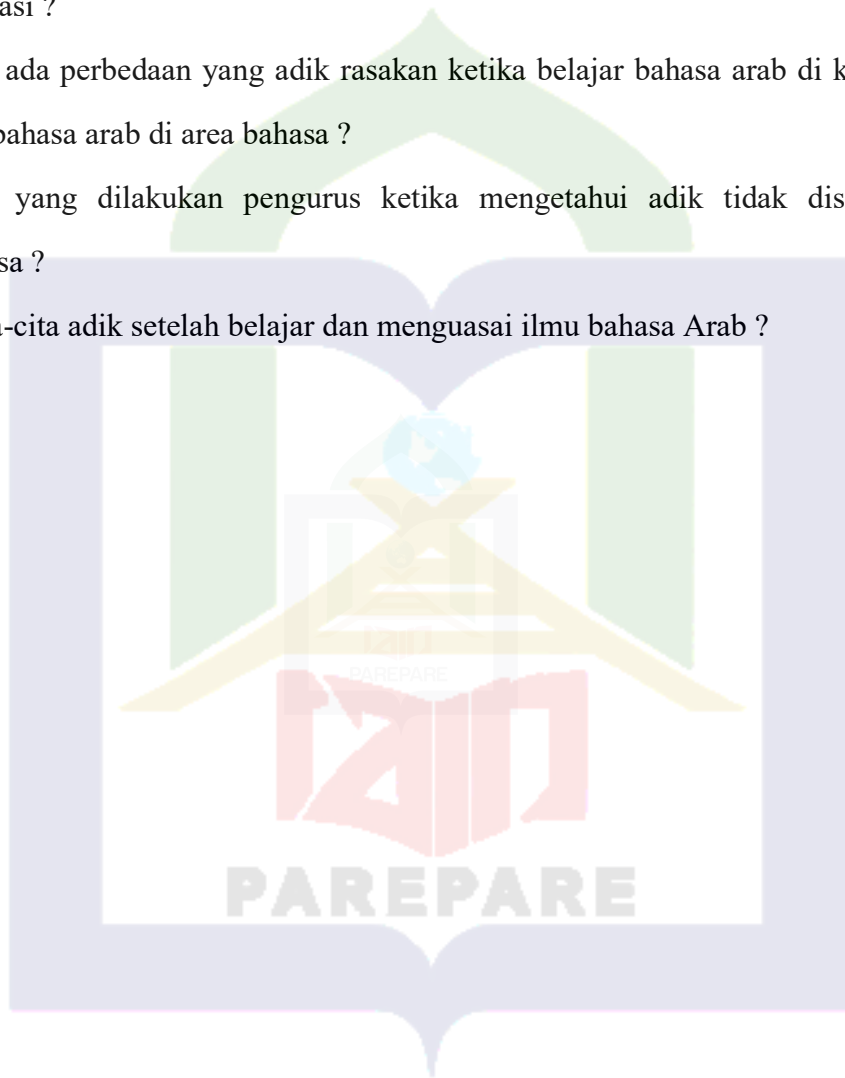 asi ?
ada perbedaan yang adik rasakan ketika belajar bahasa arab di k
bahasa arab di area bahasa ?
yang dilakukan pengurus ketika mengetahui adik tidak dis
sa ?
a-cita adik setelah belajar dan menguasai ilmu bahasa Arab ?
PAREPARE
PAREPARE